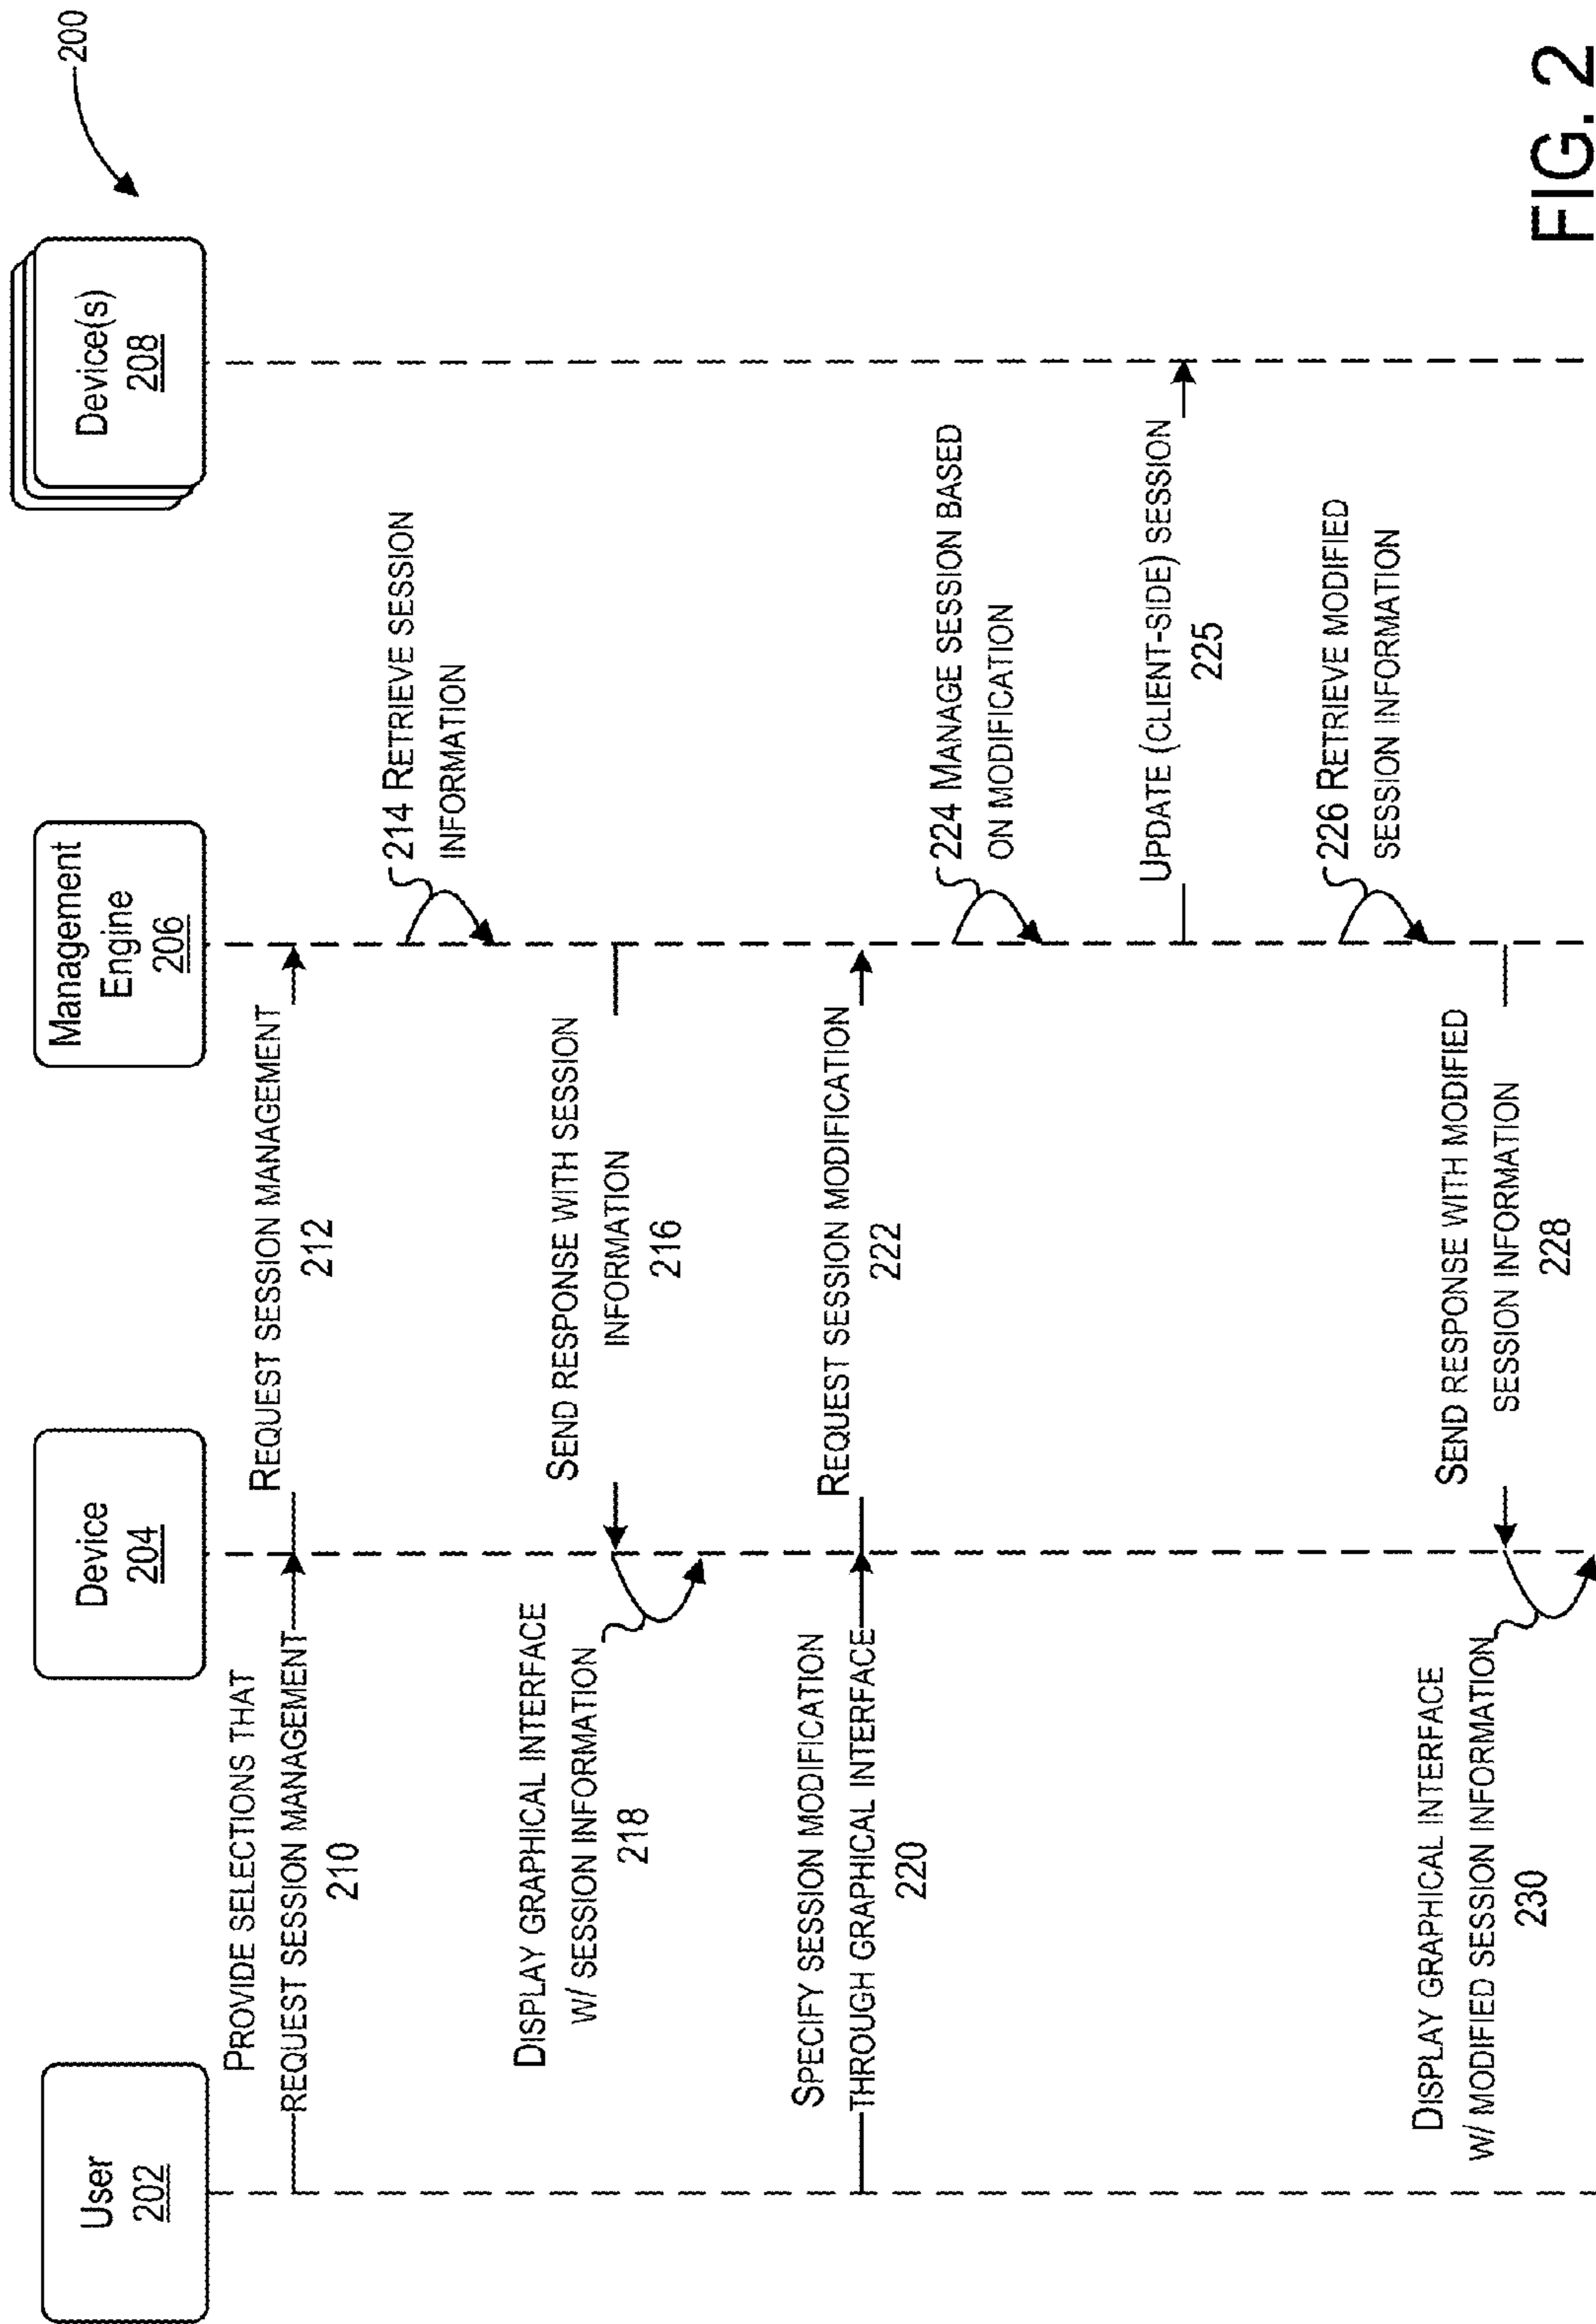 200
User
202
Device
204
Management
Engine
206
Device(s)
208
PROVIDE SELECTIONS THAT
REQUEST SESSION MANAGEMENT
210
REQUEST SESSION MANAGEMENT
212
214 RETRIEVE SESSION
INFORMATION
SEND RESPONSE WITH SESSION
INFORMATION
216
DISPLAY GRAPHICAL INTERFACE
W/ SESSION INFORMATION
218
SPECIFY SESSION MODIFICATION
THROUGH GRAPHICAL INTERFACE
220
REQUEST SESSION MODIFICATION
222
224 MANAGE SESSION BASED
ON MODIFICATION
UPDATE (CLIENT-SIDE) SESSION
225
226 RETRIEVE MODIFIED
SESSION INFORMATION
SEND RESPONSE WITH MODIFIED
SESSION INFORMATION
228
DISPLAY GRAPHICAL INTERFACE
W/ MODIFIED SESSION INFORMATION
230
FIG. 2